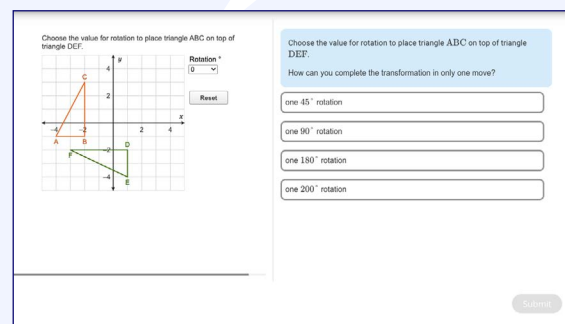 Choose the value for rotation to place triangle ABC on top of
triangle DEF.
y
Rotation °
0
Reset
4
2
C
x
-4
-2
2
4
A
B
D
F
-2
-4
E
Choose the value for rotation to place triangle ABC on top of triangle
DEF.
How can you complete the transformation in only one move?
one 45° rotation
one 90° rotation
one 180° rotation
one 200° rotation
Submit